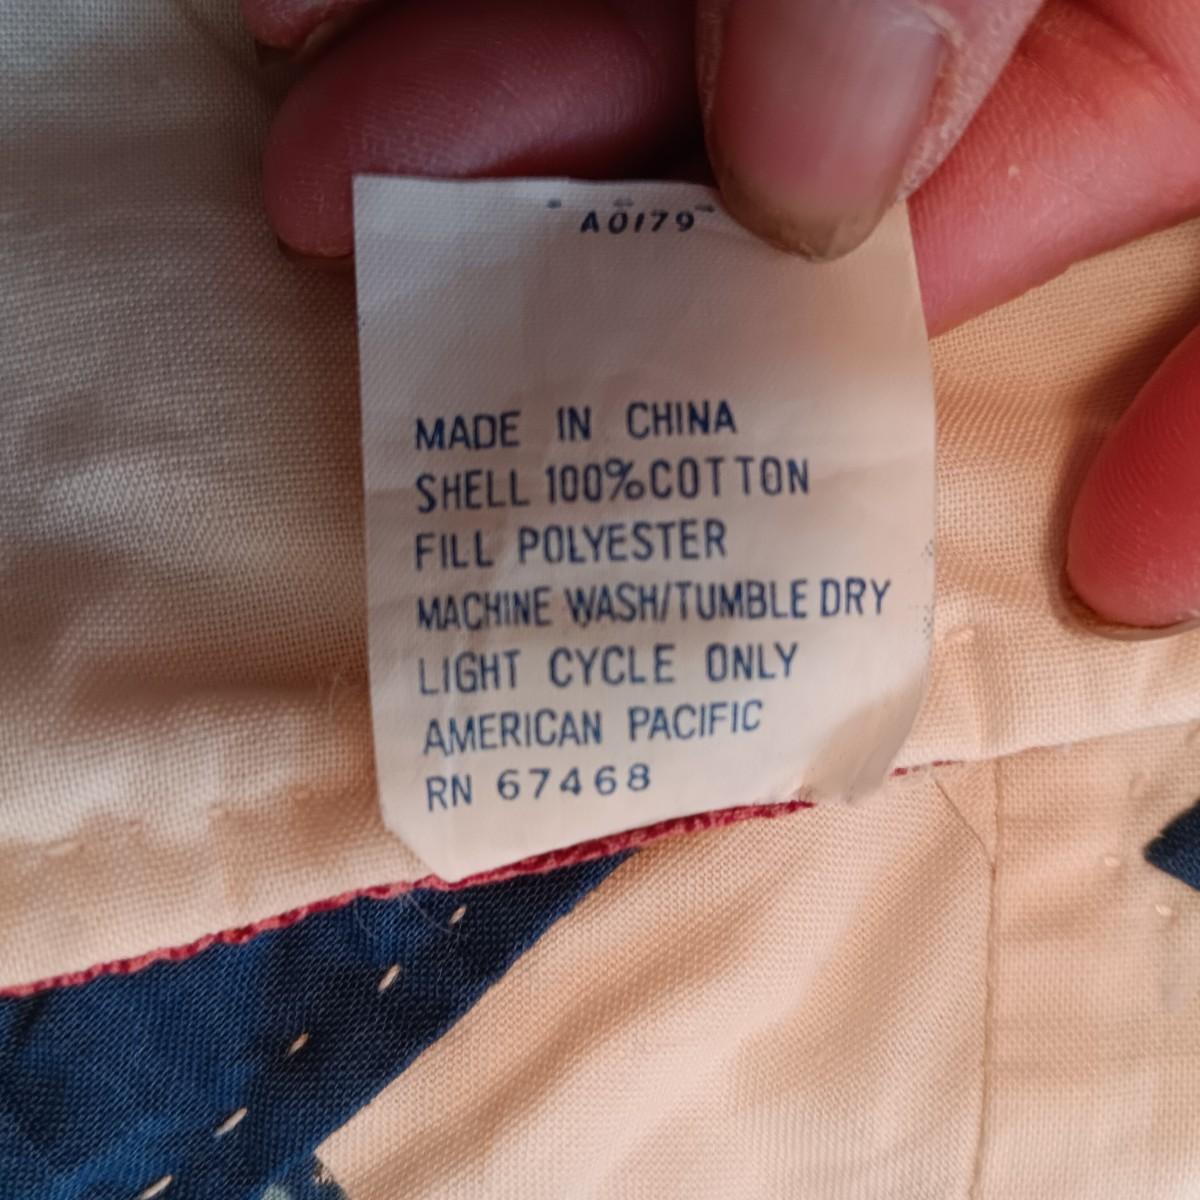 A0179
MADE IN CHINA
SHELL 100% COTTON
FILL POLYESTER
MACHINE WASH/TUMBLE DRY
LIGHT CYCLE ONLY
AMERICAN PACIFIC
RN 67468